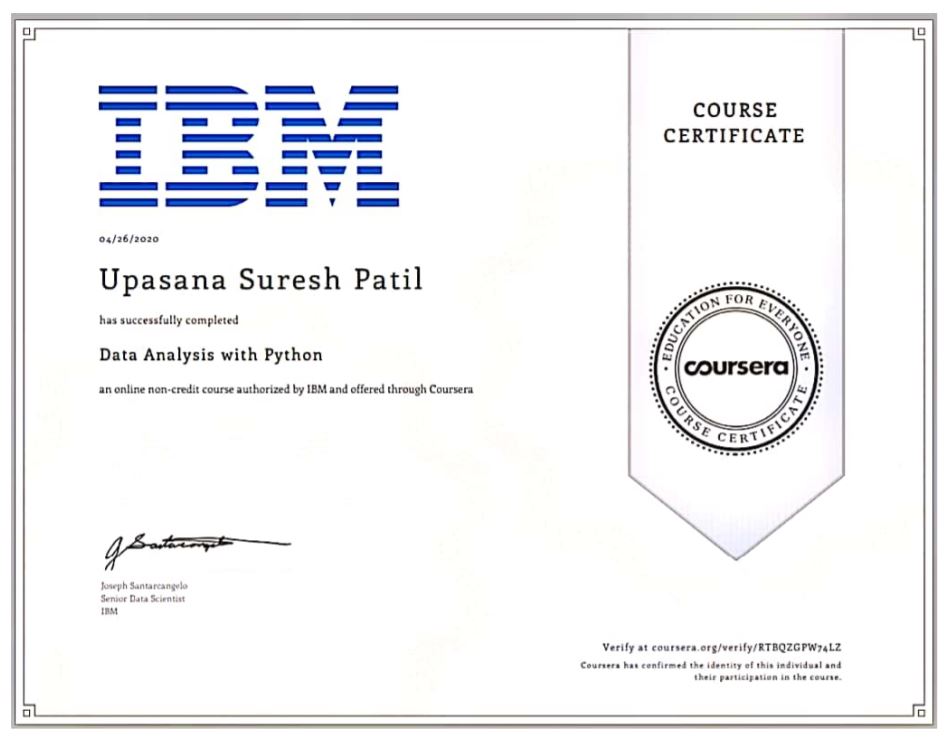 IBM
COURSE
CERTIFICATE
04/26/2020
Upasana Suresh Patil
has successfully completed
Data Analysis with Python
an online non-credit course authorized by IBM and offered through Coursera
EDUCATION FOR EVERYONE
coursera
COURSE CERTIFICATE
J Santarcangelo
Joseph Santarcangelo
Senior Data Scientist
IBM
Verify at coursera.org/verify/RTBQZGPW74LZ
Coursera has confirmed the identity of this individual and
their participation in the course.